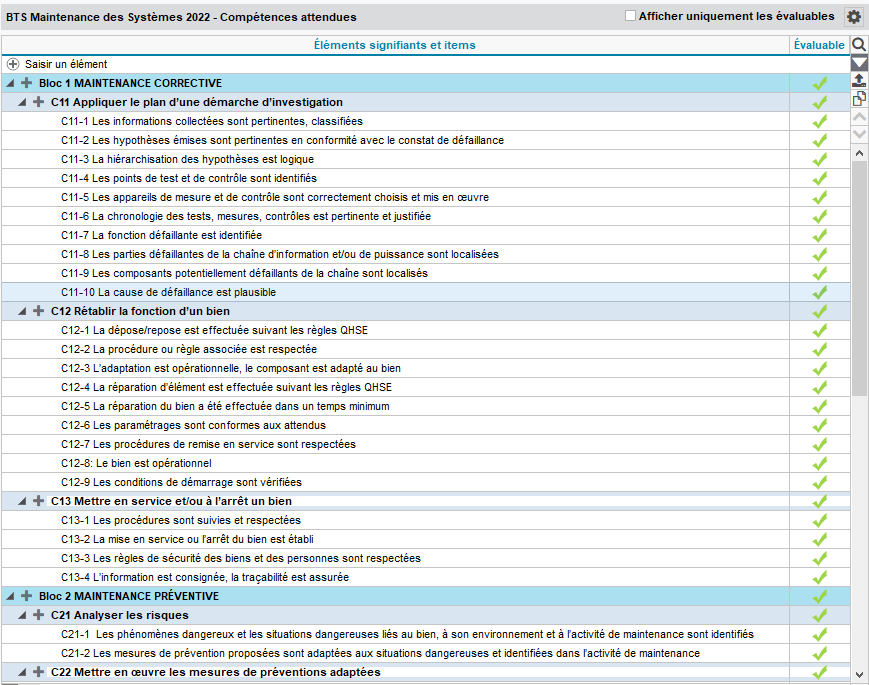 BTS Maintenance des Systèmes 2022 - Compétences attendues
Afficher uniquement les évaluables
Éléments signifiants et items
Évaluable
Saisir un élément
Bloc 1 MAINTENANCE CORRECTIVE
C11 Appliquer le plan d'une démarche d'investigation
C11-1 Les informations collectées sont pertinentes, classifiées
C11-2 Les hypothèses émises sont pertinentes en conformité avec le constat de défaillance
C11-3 La hiérarchisation des hypothèses est logique
C11-4 Les points de test et de contrôle sont identifiés
C11-5 Les appareils de mesure et de contrôle sont correctement choisis et mis en œuvre
C11-6 La chronologie des tests, mesures, contrôles est pertinente et justifiée
C11-7 La fonction défaillante est identifiée
C11-8 Les parties défaillantes de la chaîne d'information et/ou de puissance sont localisées
C11-9 Les composants potentiellement défaillants de la chaîne sont localisés
C11-10 La cause de défaillance est plausible
C12 Rétablir la fonction d'un bien
C12-1 La dépose/repose est effectuée suivant les règles QHSE
C12-2 La procédure ou règle associée est respectée
C12-3 L'adaptation est opérationnelle, le composant est adapté au bien
C12-4 La réparation d'élément est effectuée suivant les règles QHSE
C12-5 La réparation du bien a été effectuée dans un temps minimum
C12-6 Les paramétrages sont conformes aux attendus
C12-7 Les procédures de remise en service sont respectées
C12-8: Le bien est opérationnel
C12-9 Les conditions de démarrage sont vérifiées
C13 Mettre en service et/ou à l'arrêt un bien
C13-1 Les procédures sont suivies et respectées
C13-2 La mise en service ou l'arrêt du bien est établi
C13-3 Les règles de sécurité des biens et des personnes sont respectées
C13-4 L'information est consignée, la traçabilité est assurée
Bloc 2 MAINTENANCE PRÉVENTIVE
C21 Analyser les risques
C21-1  Les phénomènes dangereux et les situations dangereuses liés au bien, à son environnement et à l'activité de maintenance sont identifiés
C21-2 Les mesures de prévention proposées sont adaptées aux situations dangereuses et identifiées dans l'activité de maintenance
C22 Mettre en œuvre les mesures de préventions adaptées